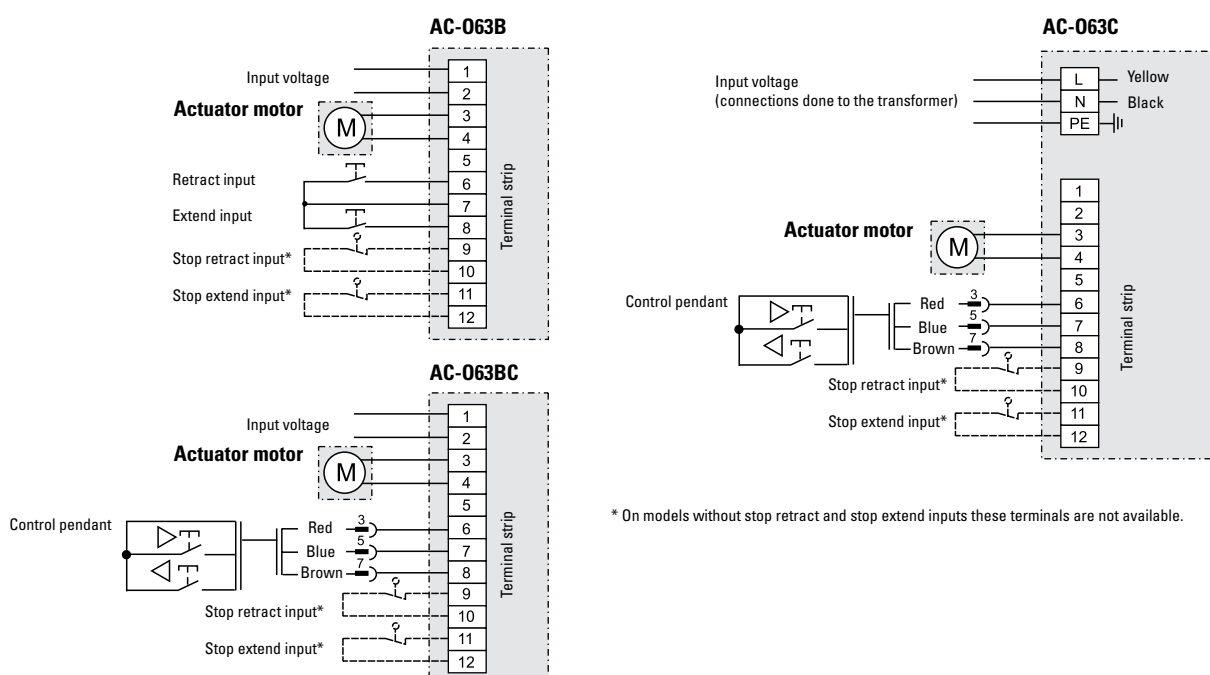 AC-063B
Input voltage
Actuator motor
M
Retract input
Extend input
Stop retract input*
Stop extend input*
1
2
3
4
5
6
7
8
9
10
11
12
Terminal strip
AC-063BC
Input voltage
Actuator motor
M
Control pendant
Red 3
Blue 5
Brown 7
Stop retract input*
Stop extend input*
1
2
3
4
5
6
7
8
9
10
11
12
Terminal strip
AC-063C
Input voltage
(connections done to the transformer)
L Yellow
N Black
PE
Actuator motor
M
Control pendant
Red 3
Blue 5
Brown 7
Stop retract input*
Stop extend input*
1
2
3
4
5
6
7
8
9
10
11
12
Terminal strip
* On models without stop retract and stop extend inputs these terminals are not available.